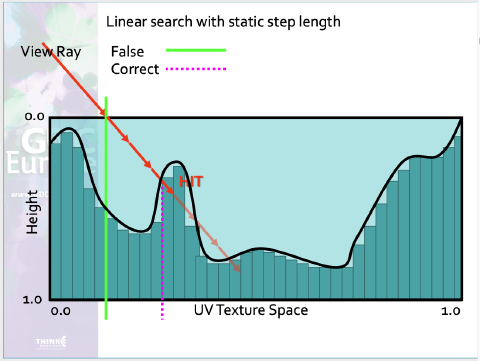 Linear search with static step length
View Ray
False
Correct
0.0
HIT
Height
1.0
0.0
UV Texture Space
1.0
THINK